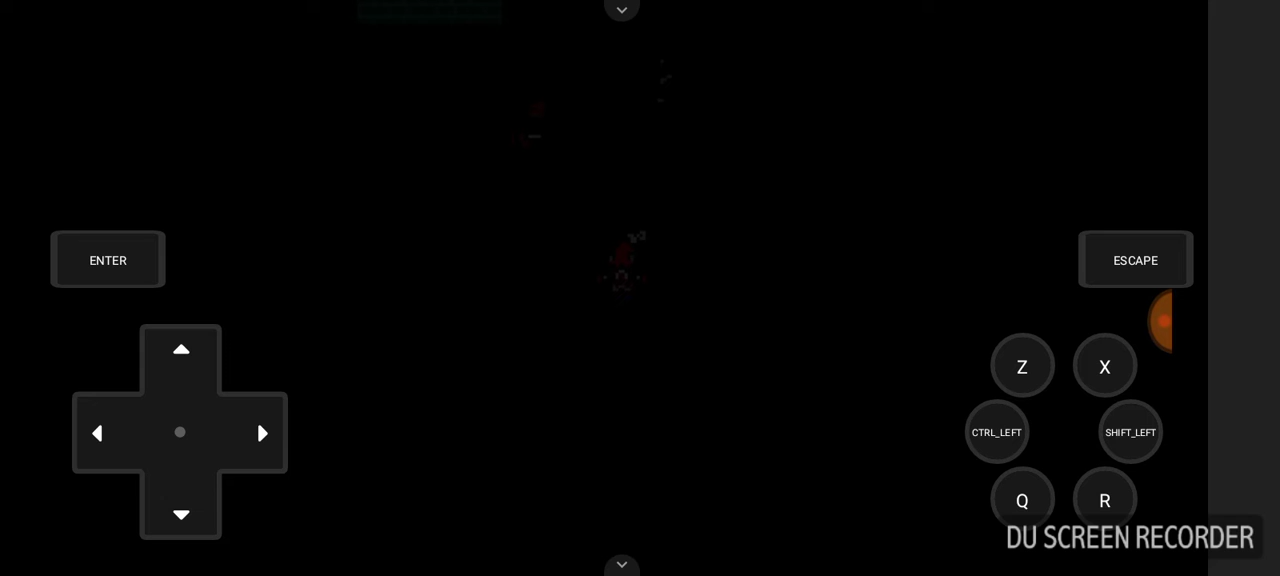 ENTER
ESCAPE
Z
X
CTRL_LEFT
SHIFT_LEFT
Q
R
DU SCREEN RECORDER